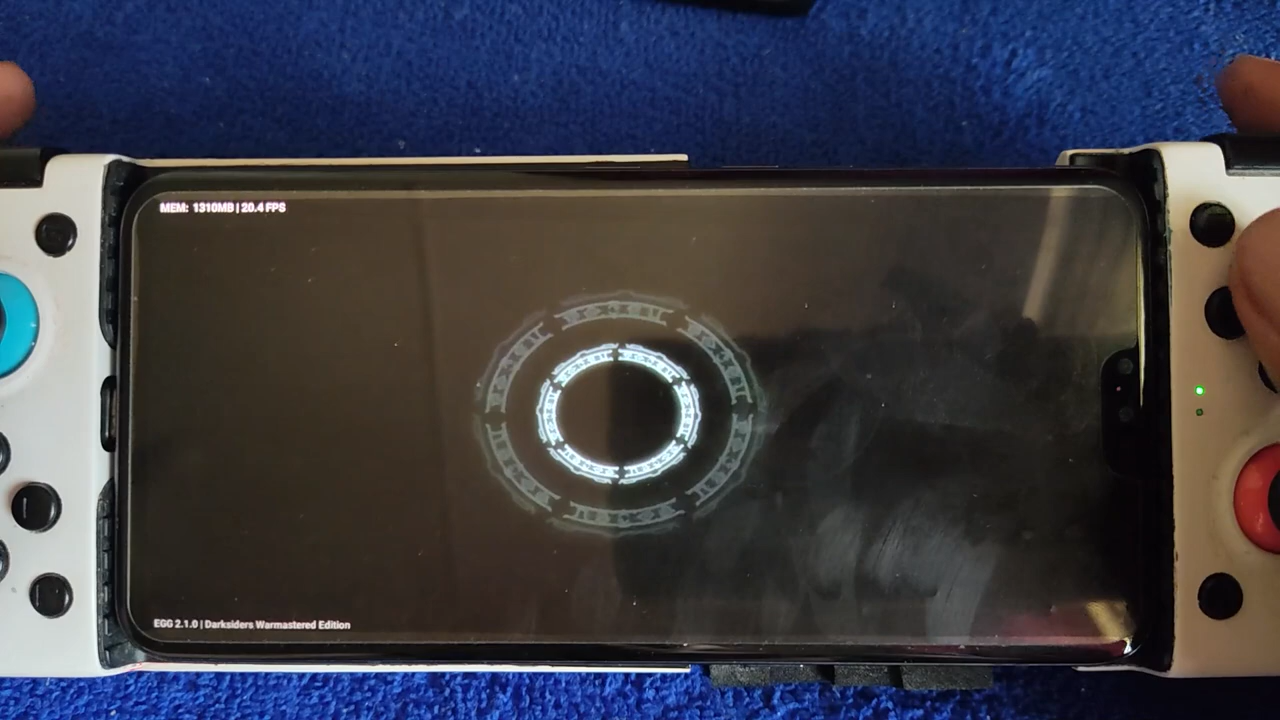 MEM: 1310MB | 20.4 FPS
EGG 2.1.0 | Darksiders Warmastered Edition